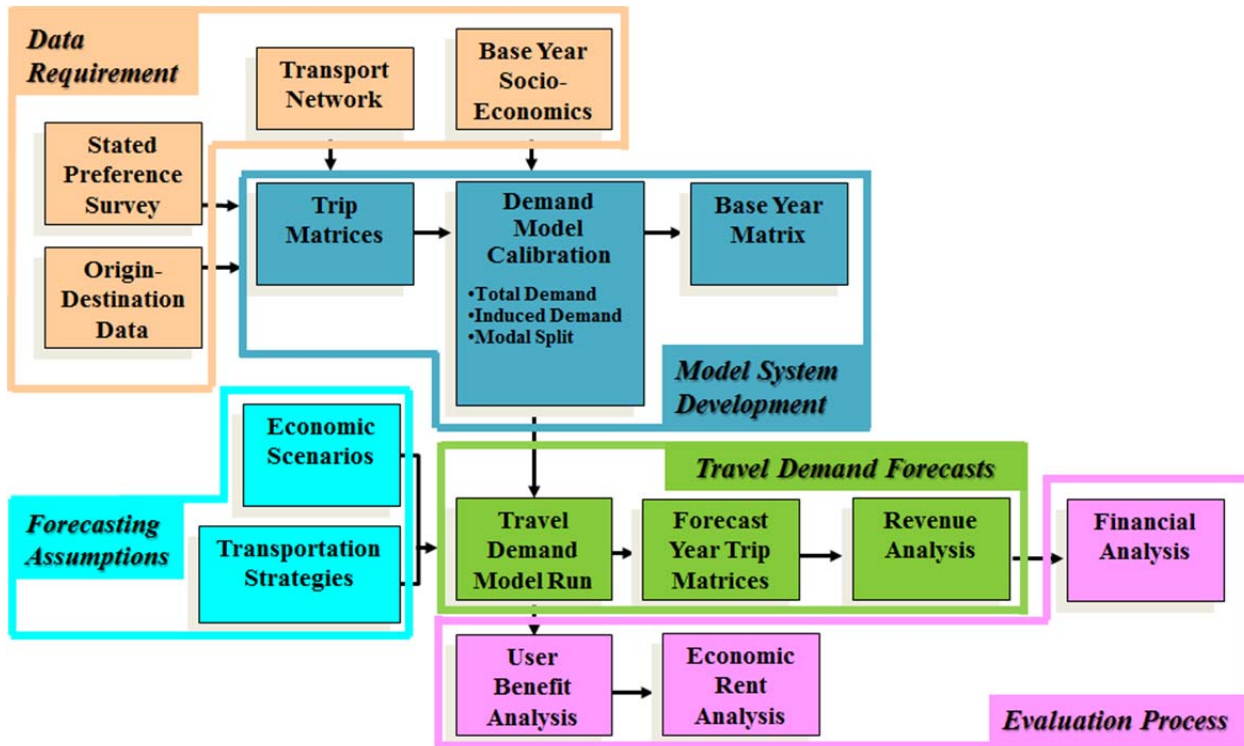 Data
Requirement
Transport
Network
Base Year
Socio-
Economics
Stated
Preference
Survey
Origin-
Destination
Data
Trip
Matrices
Demand
Model
Calibration
•Total Demand
•Induced Demand
•Modal Split
Base Year
Matrix
Model System
Development
Economic
Scenarios
Forecasting
Assumptions
Transportation
Strategies
Travel Demand Forecasts
Travel
Demand
Model Run
Forecast
Year Trip
Matrices
Revenue
Analysis
Financial
Analysis
User
Benefit
Analysis
Economic
Rent
Analysis
Evaluation Process